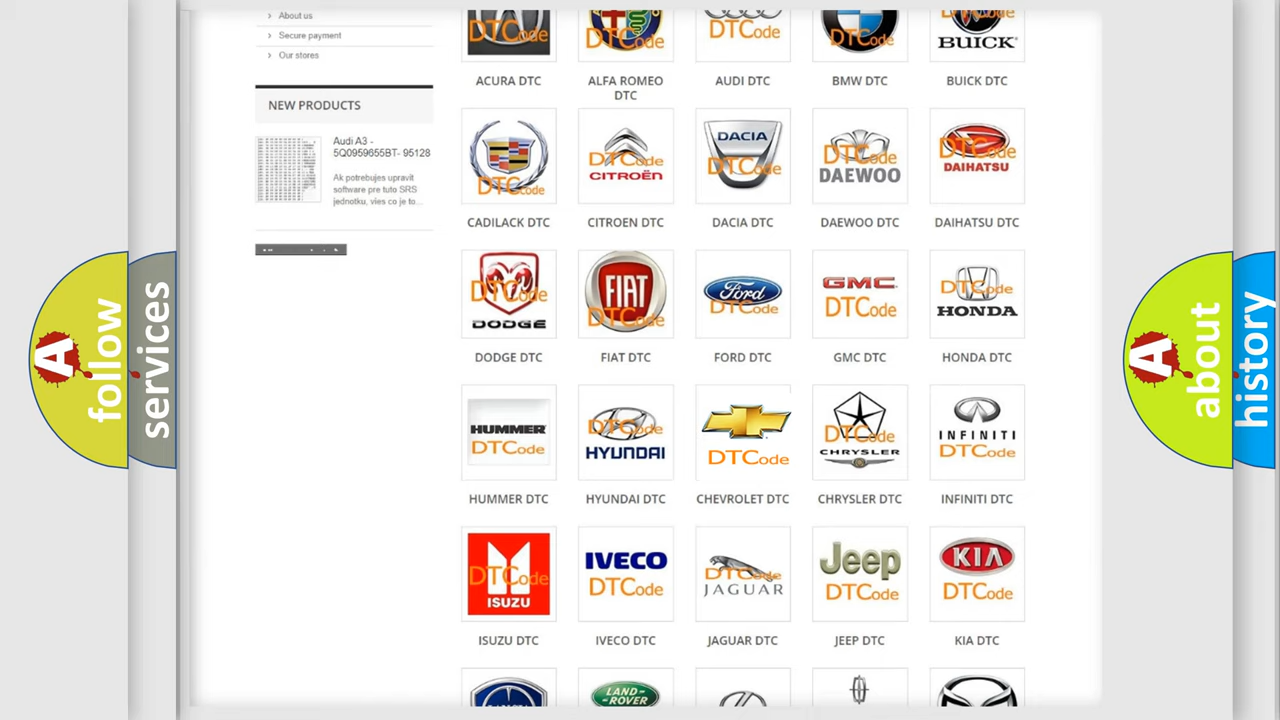 About us
Secure payment
Our stores
NEW PRODUCTS
Audi A3 -
5Q0959655BT- 95128
Ak potrebujes upravit
software pre tuto SRS
jednotku, vies co je to...
DTCode
DTCode
DTCode
DTCode
BUICK
ACURA DTC
ALFA ROMEO
DTC
AUDI DTC
BMW DTC
BUICK DTC
DTCode
DTCode
CITROËN
DACIA
DTCode
DTCode
DAEWOO
DTCode
DAIHATSU
CADILACK DTC
CITROEN DTC
DACIA DTC
DAEWOO DTC
DAIHATSU DTC
DTCode
DODGE
FIAT
DTCode
Ford
DTCode
GMC
DTCode
DTCode
HONDA
DODGE DTC
FIAT DTC
FORD DTC
GMC DTC
HONDA DTC
HUMMER
DTCode
DTCode
HYUNDAI
DTCode
DTCode
CHRYSLER
INFINITI
DTCode
HUMMER DTC
HYUNDAI DTC
CHEVROLET DTC
CHRYSLER DTC
INFINITI DTC
DTCode
ISUZU
IVECO
DTCode
DTCode
JAGUAR
Jeep
DTCode
KIA
DTCode
ISUZU DTC
IVECO DTC
JAGUAR DTC
JEEP DTC
KIA DTC
LAND-
ROVER
A
follow
services
A
about
history